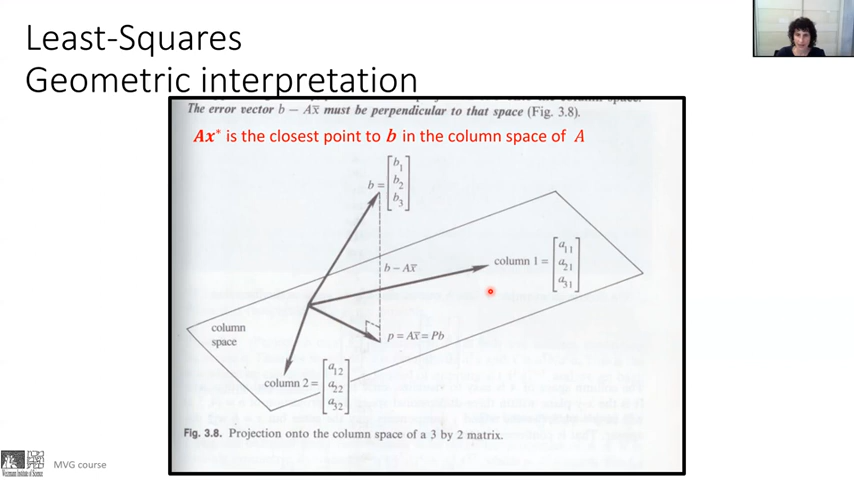 Least-Squares
Geometric interpretation
The error vector b − Ax̄ must be perpendicular to that space (Fig. 3.8).
Ax* is the closest point to b in the column space of A
b = [b₁ b₂ b₃]
b − Ax̄
column 1 = [a₁₁ a₂₁ a₃₁]
column space
p = Ax̄ = Pb
column 2 = [a₁₂ a₂₂ a₃₂]
Fig. 3.8. Projection onto the column space of a 3 by 2 matrix.
MVG course